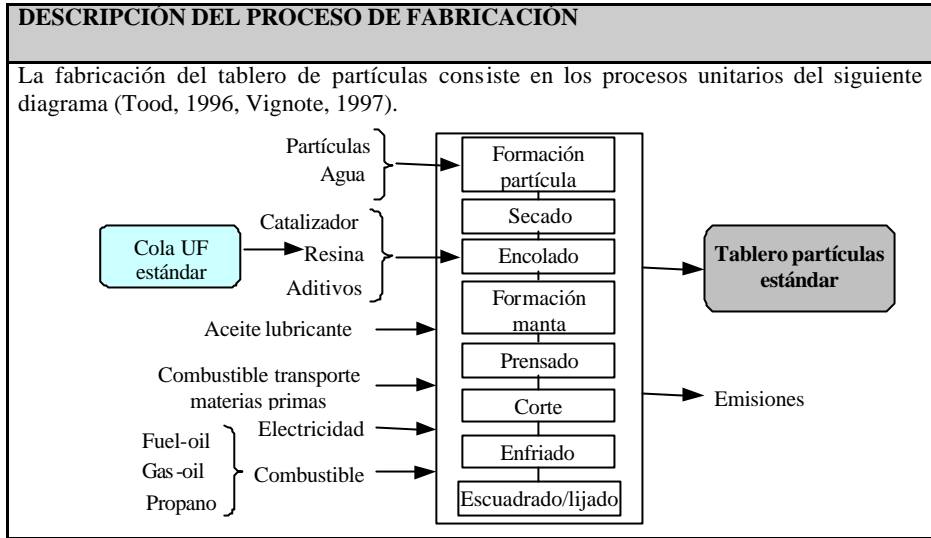 DESCRIPCIÓN DEL PROCESO DE FABRICACIÓN
La fabricación del tablero de partículas consiste en los procesos unitarios del siguiente
diagrama (Tood, 1996, Vignote, 1997).
Partículas
Agua
Catalizador
Resina
Aditivos
Cola UF
estándar
Aceite lubricante
Combustible transporte
materias primas
Electricidad
Fuel-oil
Gas-oil
Propano
Combustible
Formación
partícula
Secado
Encolado
Formación
manta
Prensado
Corte
Enfriado
Escuadrado/lijado
Tablero partículas
estándar
Emisiones